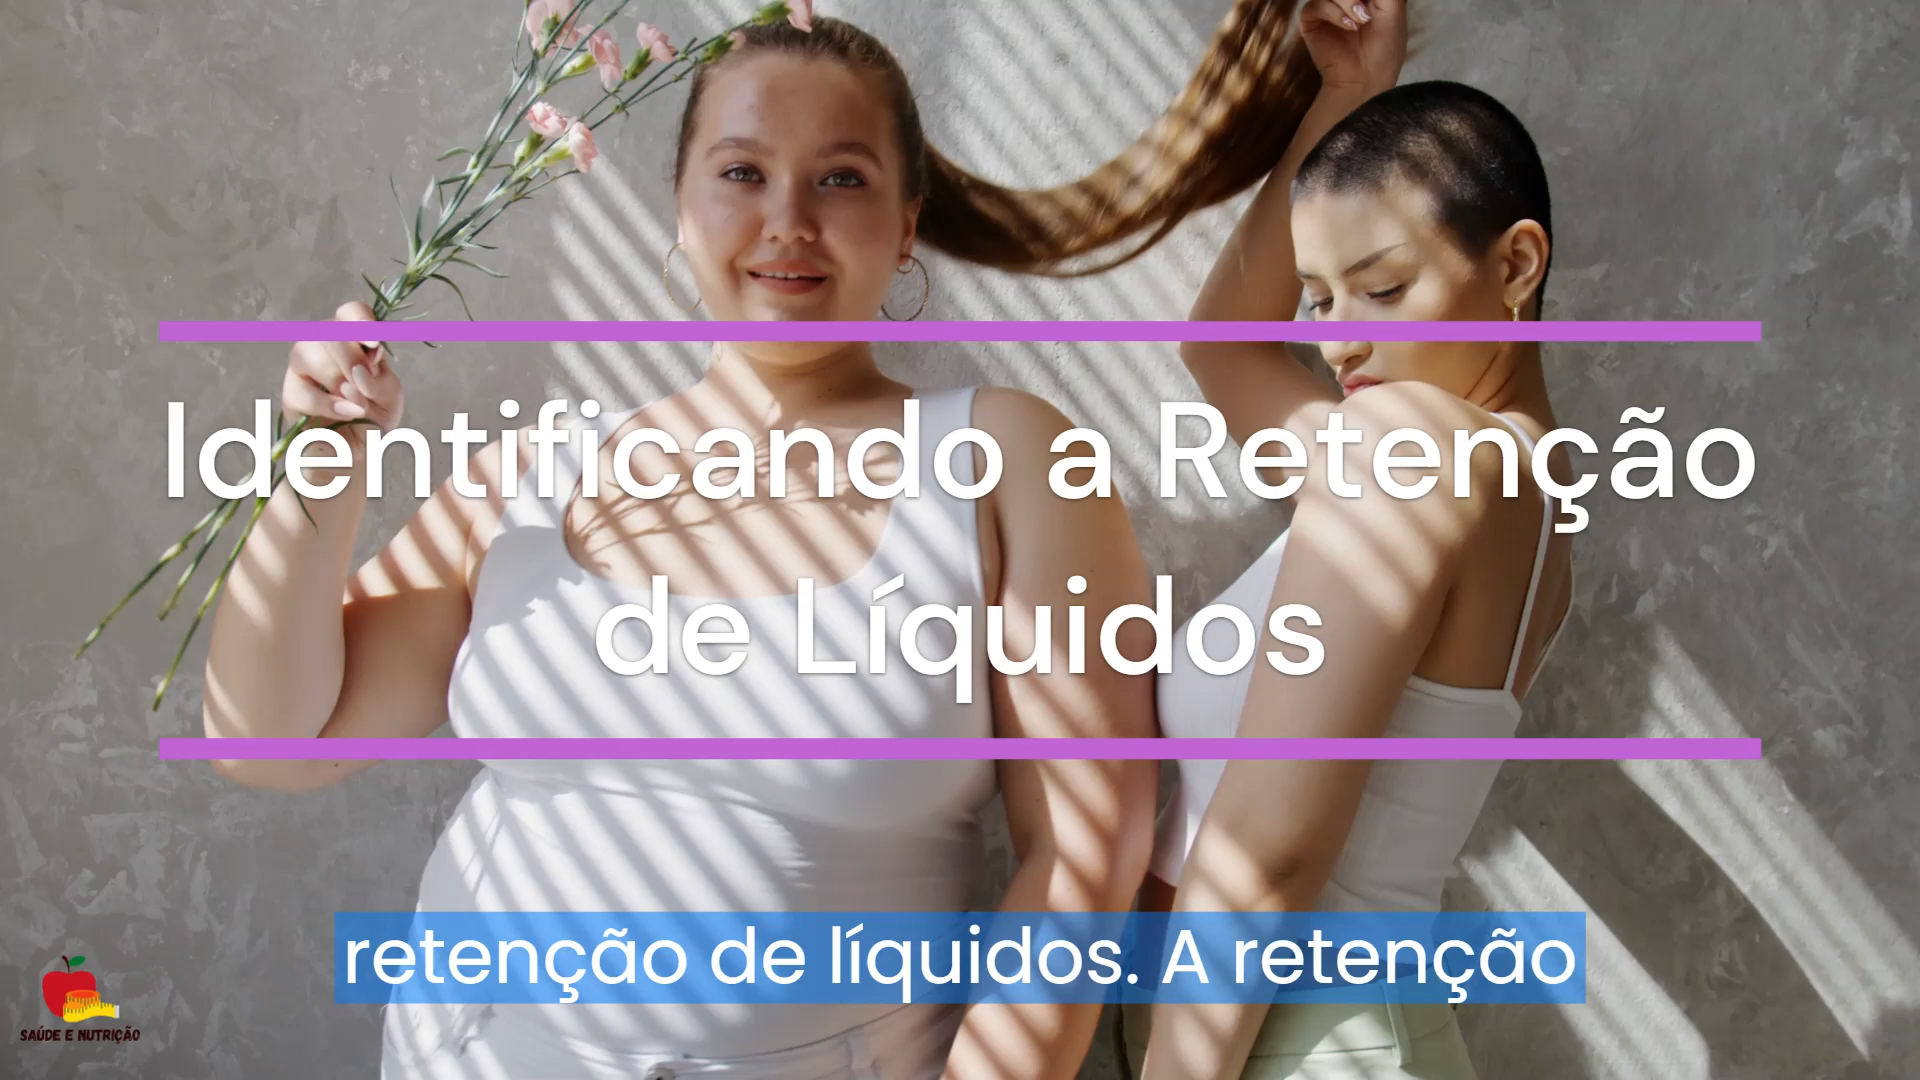 Identificando a Retenção
de Líquidos
retenção de líquidos. A retenção
SAÚDE E NUTRIÇÃO